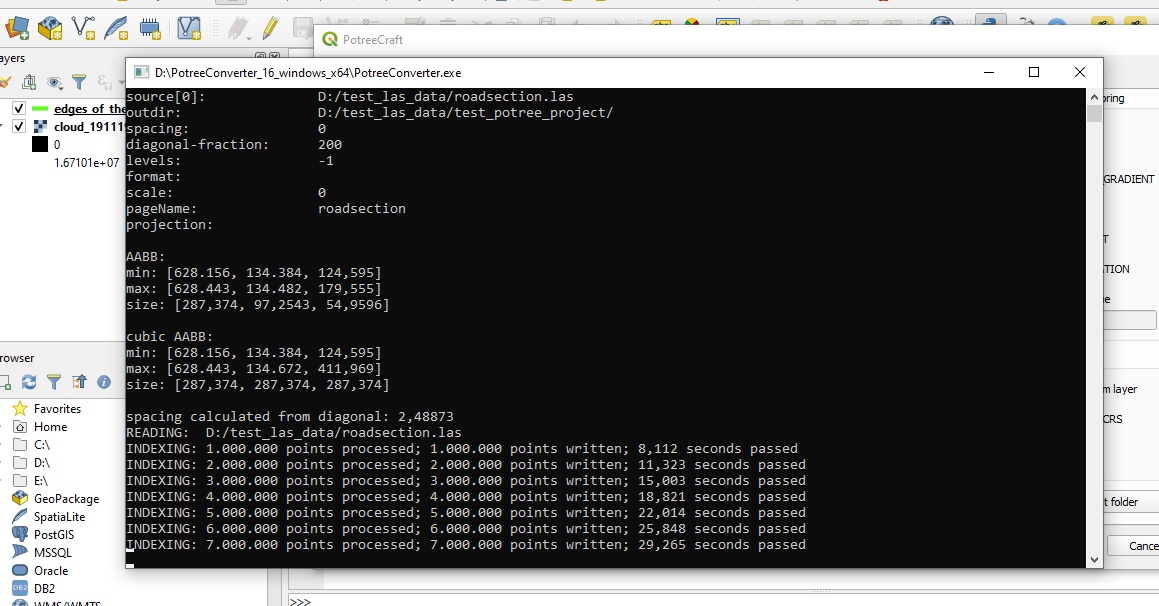 PotreeCraft
ayers
D:\PotreeConverter_16_windows_x64\PotreeConverter.exe
edges_of_the
cloud_19111
0
1.67101e+07
source[0]: D:/test_las_data/roadsection.las
outdir: D:/test_las_data/test_potree_project/
spacing: 0
diagonal-fraction: 200
levels: -1
format:
scale: 0
pageName: roadsection
projection:
AABB:
min: [628.156, 134.384, 124,595]
max: [628.443, 134.482, 179,555]
size: [287,374, 97,2543, 54,9596]
cubic AABB:
min: [628.156, 134.384, 124,595]
max: [628.443, 134.672, 411,969]
size: [287,374, 287,374, 287,374]
spacing calculated from diagonal: 2,48873
READING: D:/test_las_data/roadsection.las
INDEXING: 1.000.000 points processed; 1.000.000 points written; 8,112 seconds passed
INDEXING: 2.000.000 points processed; 2.000.000 points written; 11,323 seconds passed
INDEXING: 3.000.000 points processed; 3.000.000 points written; 15,003 seconds passed
INDEXING: 4.000.000 points processed; 4.000.000 points written; 18,821 seconds passed
INDEXING: 5.000.000 points processed; 5.000.000 points written; 22,014 seconds passed
INDEXING: 6.000.000 points processed; 6.000.000 points written; 25,848 seconds passed
INDEXING: 7.000.000 points processed; 7.000.000 points written; 29,265 seconds passed
rowser
Favorites
Home
C:\
D:\
E:\
GeoPackage
SpatiaLite
PostGIS
MSSQL
Oracle
DB2
WMS/WMTS
>>>
ring
GRADIENT
T
TION
e
m layer
CRS
t folder
Cance